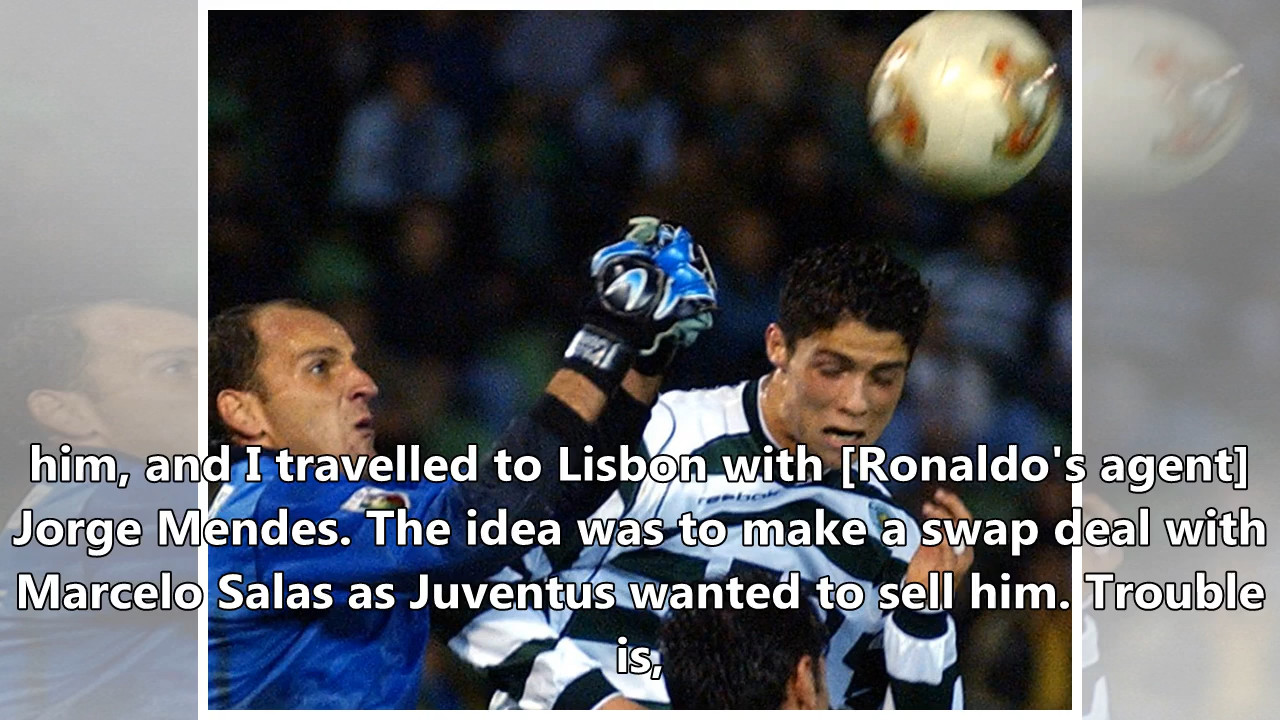 him, and I travelled to Lisbon with [Ronaldo's agent]
Jorge Mendes. The idea was to make a swap deal with
Marcelo Salas as Juventus wanted to sell him. Trouble
is,
Reebok